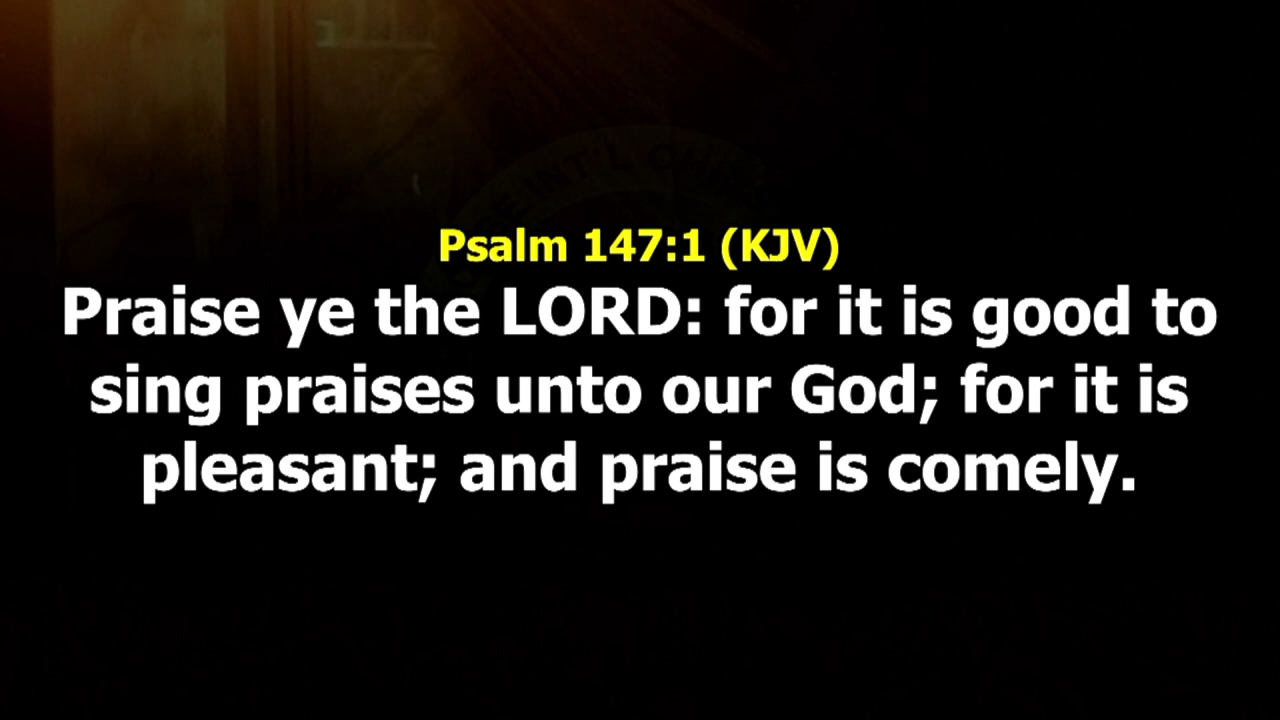 INT'L
Psalm 147:1 (KJV)
Praise ye the LORD: for it is good to
sing praises unto our God; for it is
pleasant; and praise is comely.